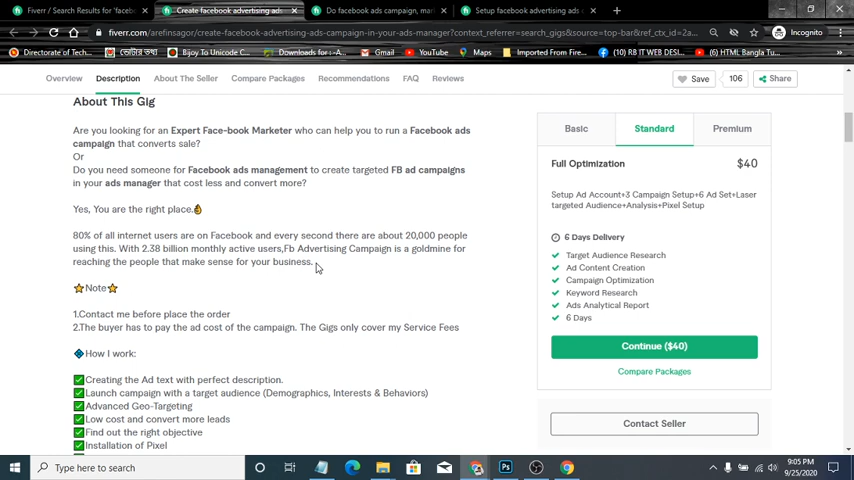 Fiverr / Search Results for 'faceb
Create facebook advertising ads
Do facebook ads campaign, mar
Setup facebook advertising ads c
fiverr.com/arefinsagor/create-facebook-advertising-ads-campaign-in-your-ads-manager?context_referrer=search_gigs&source=top-bar&ref_ctx_id=2a...
Incognito
Directorate of Tech...
ভোটার তথ্য
Bijoy To Unicode C...
Downloads for :-A...
Gmail
YouTube
Maps
Imported From Fire...
(10) RB IT WEB DESI...
(5) HTML Bangla Tu...
Overview
Description
About The Seller
Compare Packages
Recommendations
FAQ
Reviews
Save
106
Share
About This Gig
Are you looking for an Expert Face-book Marketer who can help you to run a Facebook ads
campaign that converts sale?
Or
Do you need someone for Facebook ads management to create targeted FB ad campaigns
in your ads manager that cost less and convert more?
Yes, You are the right place.
80% of all internet users are on Facebook and every second there are about 20,000 people
using this. With 2.38 billion monthly active users,Fb Advertising Campaign is a goldmine for
reaching the people that make sense for your business.
Note
1.Contact me before place the order
2.The buyer has to pay the ad cost of the campaign. The Gigs only cover my Service Fees
How I work:
Creating the Ad text with perfect description.
Launch campaign with a target audience (Demographics, Interests & Behaviors)
Advanced Geo-Targeting
Low cost and convert more leads
Find out the right objective
Installation of Pixel
Basic
Standard
Premium
Full Optimization
$40
Setup Ad Account+3 Campaign Setup+6 Ad Set+Laser
targeted Audience+Analysis+Pixel Setup
6 Days Delivery
Target Audience Research
Ad Content Creation
Campaign Optimization
Keyword Research
Ads Analytical Report
6 Days
Continue ($40)
Compare Packages
Contact Seller
Type here to search
9:05 PM
9/25/2020